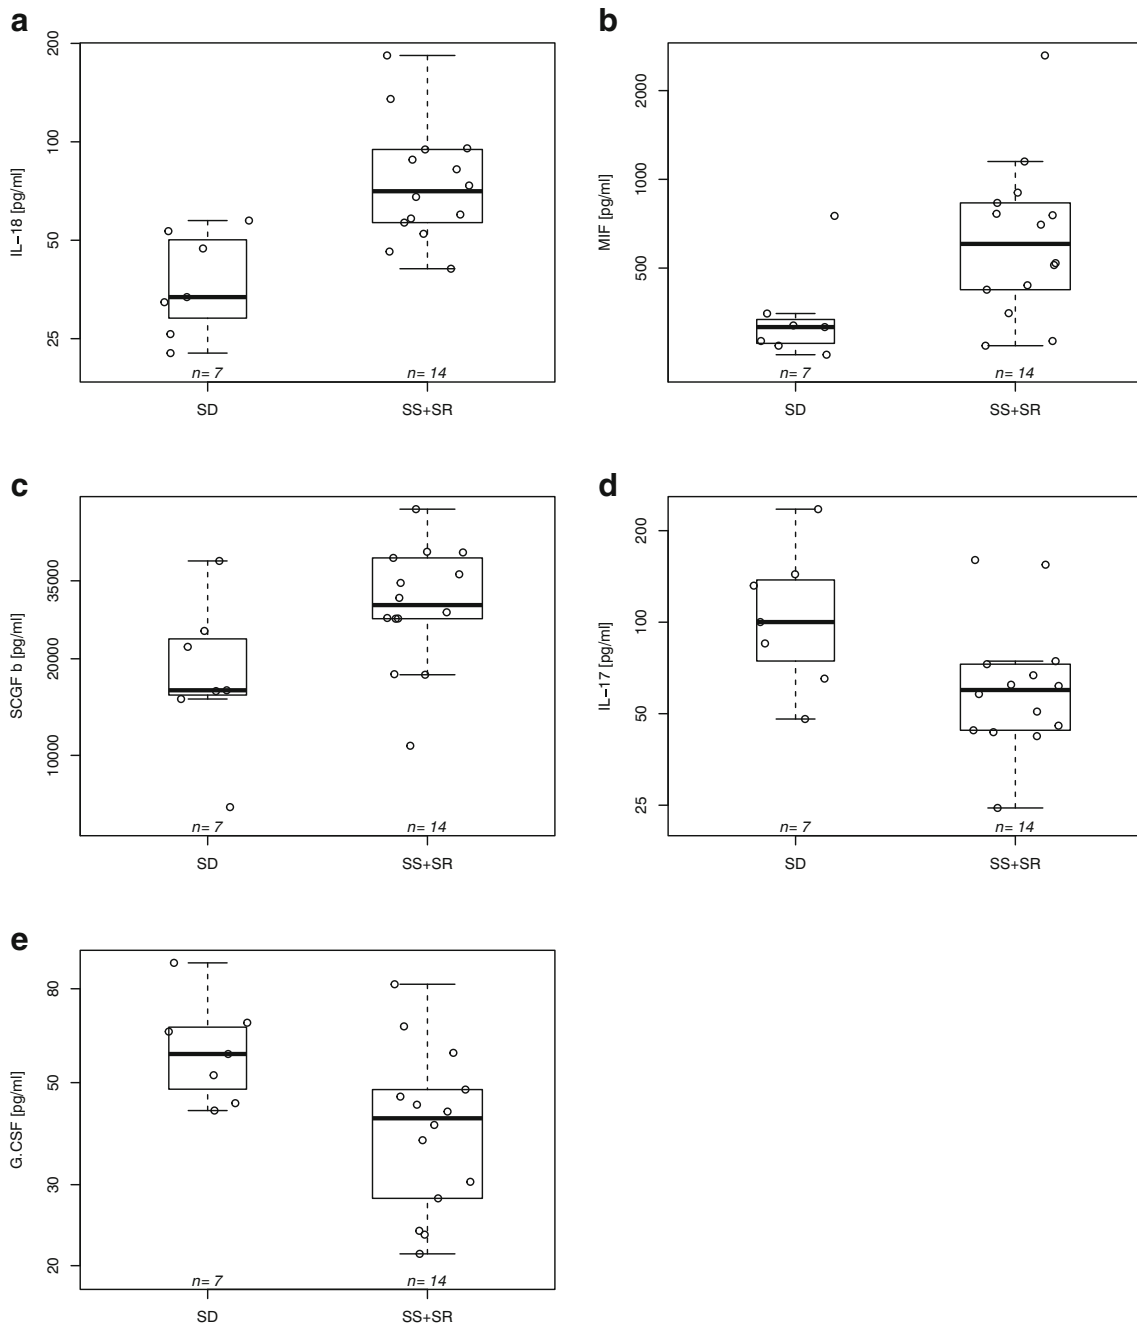 a
IL−18 [pg/ml]
200
100
50
25
n= 7
n= 14
SD
SS+SR
b
MIF [pg/ml]
2000
1000
500
n= 7
n= 14
SD
SS+SR
c
SCGF b [pg/ml]
35000
20000
10000
n= 7
n= 14
SD
SS+SR
d
IL−17 [pg/ml]
200
100
50
25
n= 7
n= 14
SD
SS+SR
e
G.CSF [pg/ml]
80
50
30
20
n= 7
n= 14
SD
SS+SR